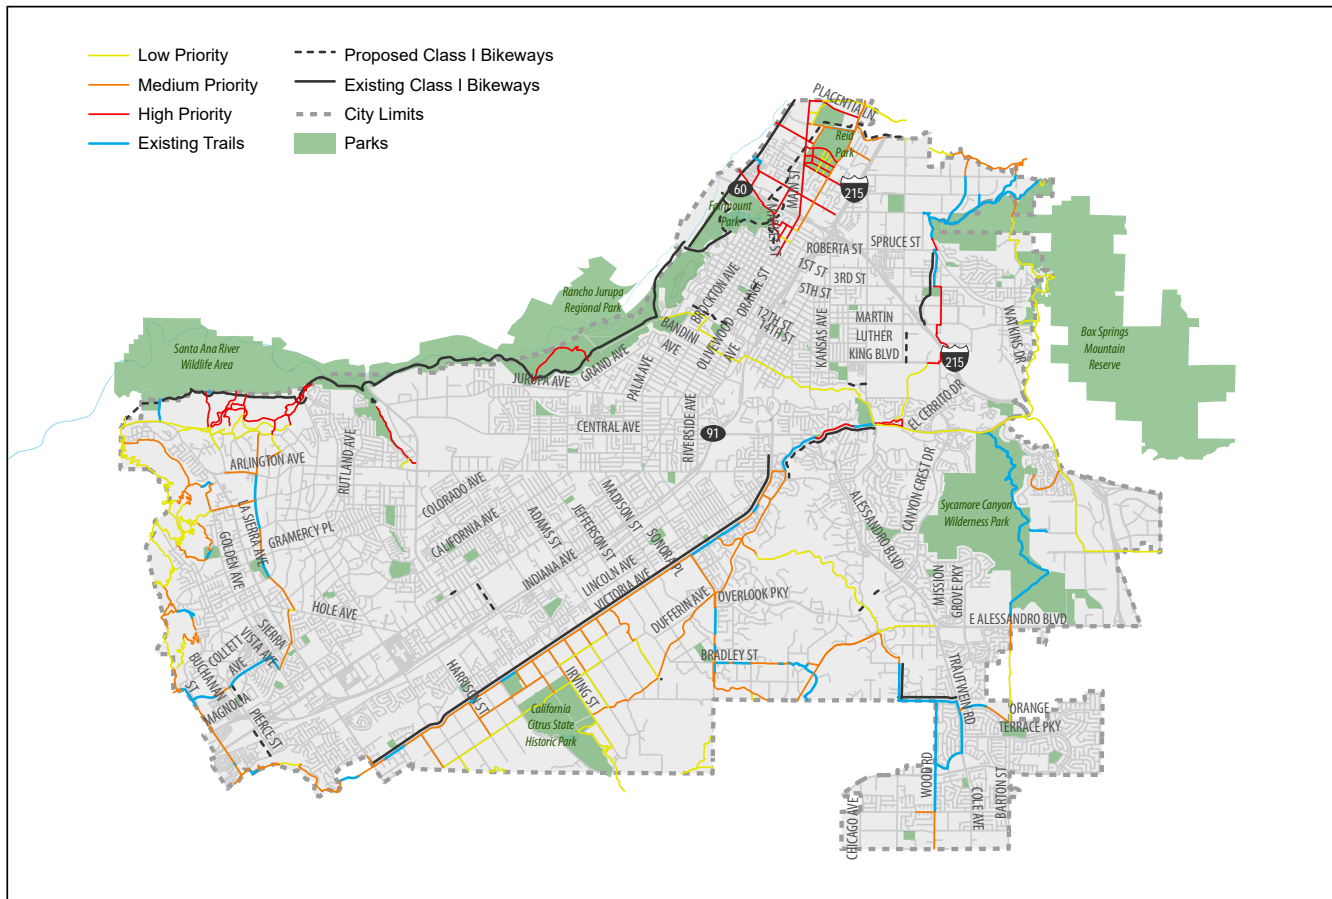 Low Priority
Medium Priority
High Priority
Existing Trails
Proposed Class I Bikeways
Existing Class I Bikeways
City Limits
Parks
PLACENTIA LN
Reid
Park
60
215
Fairmount
Park
MAIN ST
MARKET ST
ROBERTA ST
SPRUCE ST
1ST ST
3RD ST
5TH ST
Rancho Jurupa
Regional Park
BROCKTON AVE
ORANGE ST
12TH ST
14TH ST
KANSAS AVE
MARTIN
LUTHER
KING BLVD
WATKINS DR
Box Springs
Mountain
Reserve
Santa Ana River
Wildlife Area
BANDINI
AVE
OLIVEWOOD
AVE
215
JURUPA AVE
GRAND AVE
PALM AVE
EL CERRITO DR
RIVERSIDE AVE
CENTRAL AVE
91
ARLINGTON AVE
RUTLAND AVE
COLORADO AVE
CALIFORNIA AVE
MADISON ST
CANYON CREST DR
ALESSANDRO BLVD
Sycamore Canyon
Wilderness Park
LA SIERRA AVE
GRAMERCY PL
GOLDEN AVE
ADAMS ST
JEFFERSON ST
SONORA PL
INDIANA AVE
LINCOLN AVE
VICTORIA AVE
MISSION
GROVE PKY
HOLE AVE
DUFFERIN AVE
OVERLOOK PKY
E ALESSANDRO BLVD
SIERRA
VISTA AVE
COLLETT
AVE
BUCHANAN
ST
MAGNOLIA
PIERCE ST
HARRISON ST
IRVING ST
BRADLEY ST
TRAUTWEIN RD
California
Citrus State
Historic Park
ORANGE
TERRACE PKY
WOOD RD
CHICAGO AVE
COLE AVE
BARTON ST